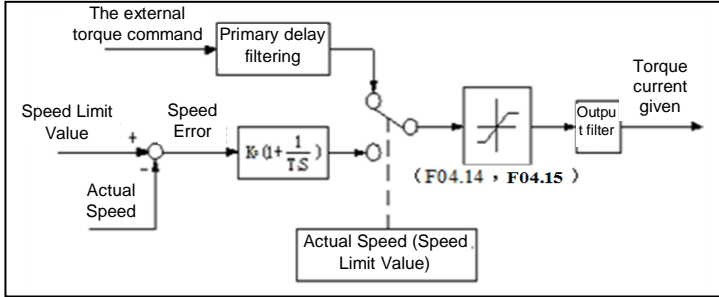 The external
torque command
Primary delay
filtering
Torque
current
given
Speed Limit
Value
Speed
Error
+
-
K(1+1/TS)
Outpu
t filter
(F04.14 , F04.15 )
Actual
Speed
Actual Speed (Speed
Limit Value)